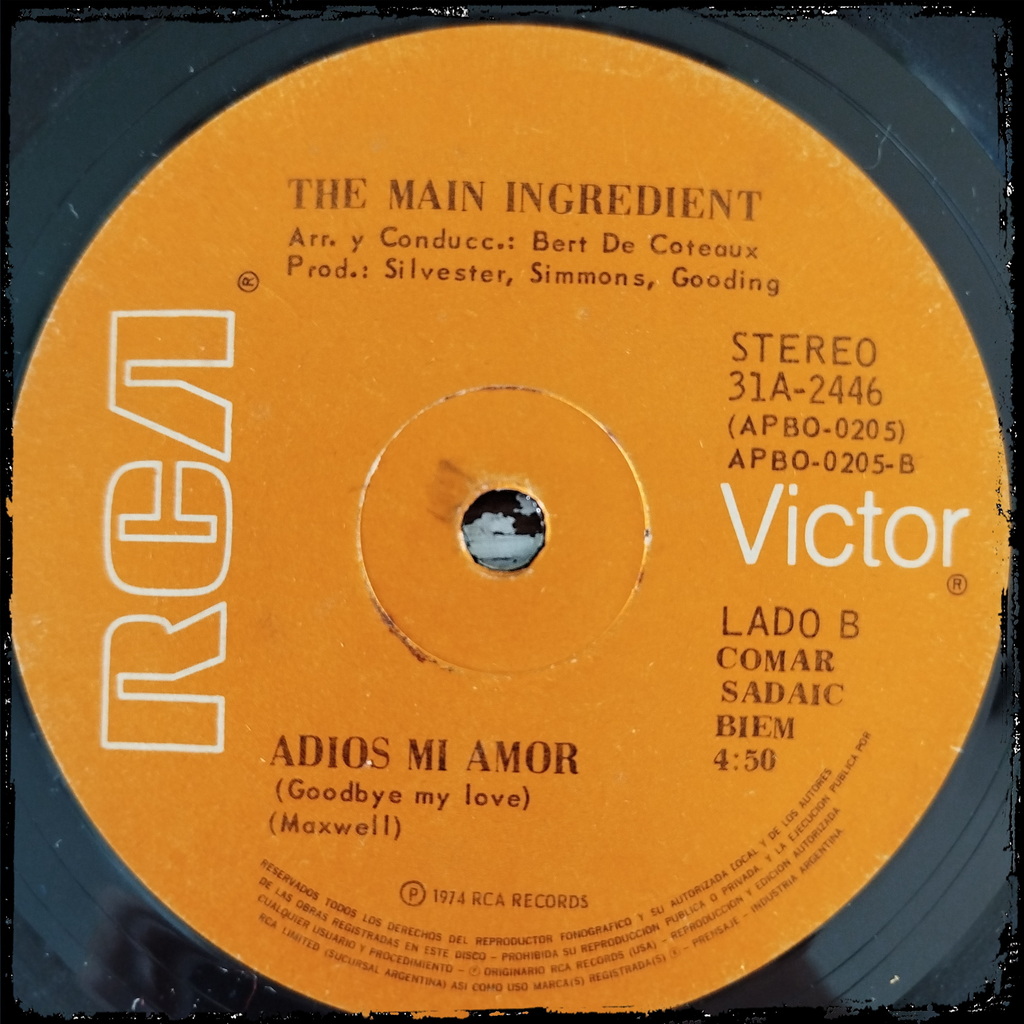 THE MAIN INGREDIENT
Arr. y Conducc.: Bert De Coteaux
Prod.: Silvester, Simmons, Gooding
®
RCA
STEREO
31A-2446
(APBO-0205)
APBO-0205-B
Victor
®
LADO B
COMAR
SADAIC
BIEM
4:50
ADIOS MI AMOR
(Goodbye my love)
(Maxwell)
℗ 1974 RCA RECORDS
RESERVADOS TODOS LOS DERECHOS DEL REPRODUCTOR FONOGRAFICO Y SU AUTORIZADA LOCAL Y DE LOS AUTORES
DE LAS OBRAS REGISTRADAS EN ESTE DISCO - PROHIBIDA SU REPRODUCCION PUBLICA O PRIVADA, Y LA EJECUCION PUBLICA POR
CUALQUIER USUARIO Y PROCEDIMIENTO - ℗ ORIGINARIO RCA RECORDS (USA) - REPRODUCCION Y EDICION AUTORIZADA
RCA LIMITED (SUCURSAL ARGENTINA) ASI COMO USO MARCA(S) REGISTRADA(S) ® - PRENSAJE - INDUSTRIA ARGENTINA